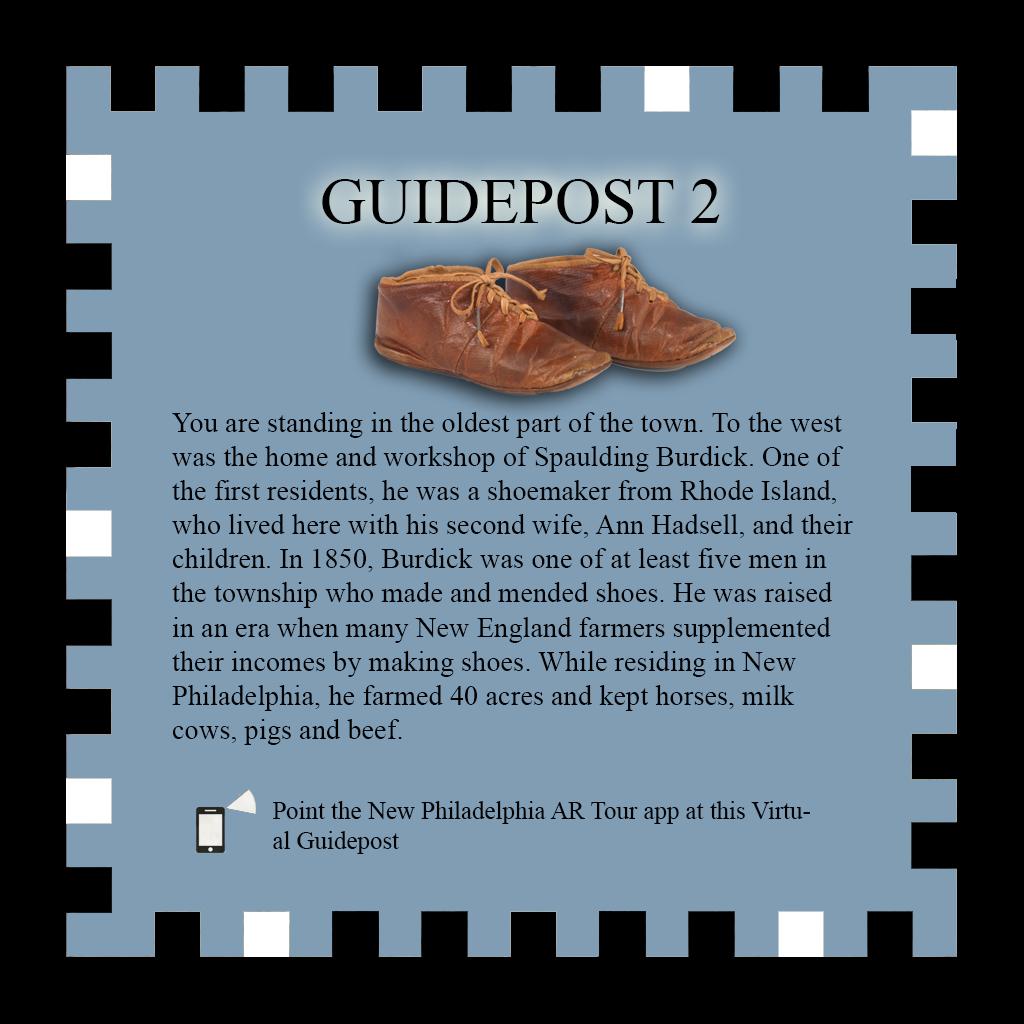 GUIDEPOST 2
You are standing in the oldest part of the town. To the west
was the home and workshop of Spaulding Burdick. One of
the first residents, he was a shoemaker from Rhode Island,
who lived here with his second wife, Ann Hadsell, and their
children. In 1850, Burdick was one of at least five men in
the township who made and mended shoes. He was raised
in an era when many New England farmers supplemented
their incomes by making shoes. While residing in New
Philadelphia, he farmed 40 acres and kept horses, milk
cows, pigs and beef.
Point the New Philadelphia AR Tour app at this Virtu-
al Guidepost